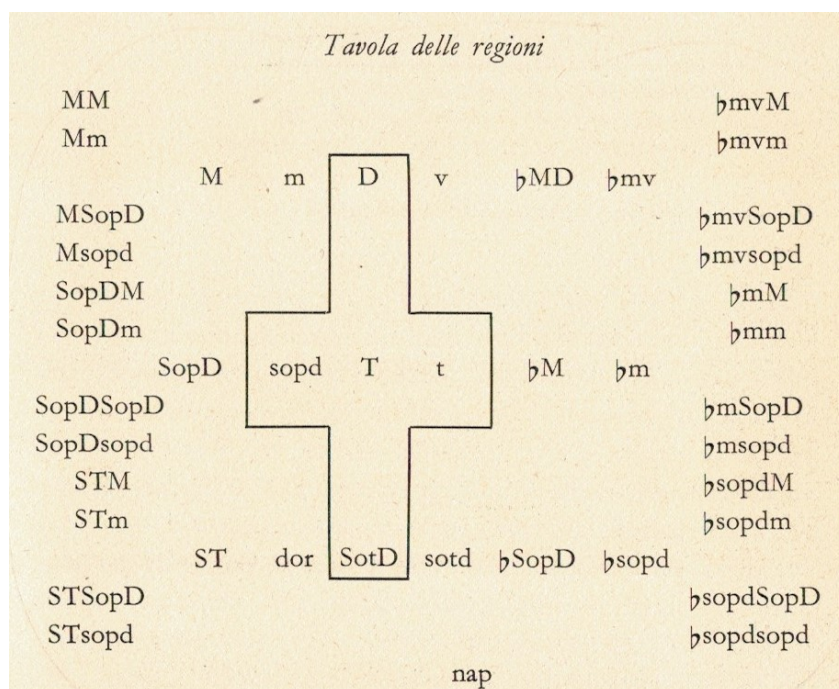 Tavola delle regioni
MM ♭mvM
Mm ♭mvm
M m D v ♭MD ♭mv
MSopD ♭mvSopD
Msopd ♭mvsopd
SopDM ♭mM
SopDm ♭mm
SopD sopd T t ♭M ♭m
SopDSopD ♭mSopD
SopDsopd ♭msopd
STM ♭sopdM
STm ♭sopdm
ST dor SotD sotd ♭SopD ♭sopd
STSopD ♭sopdSopD
STsopd ♭sopdsopd
nap